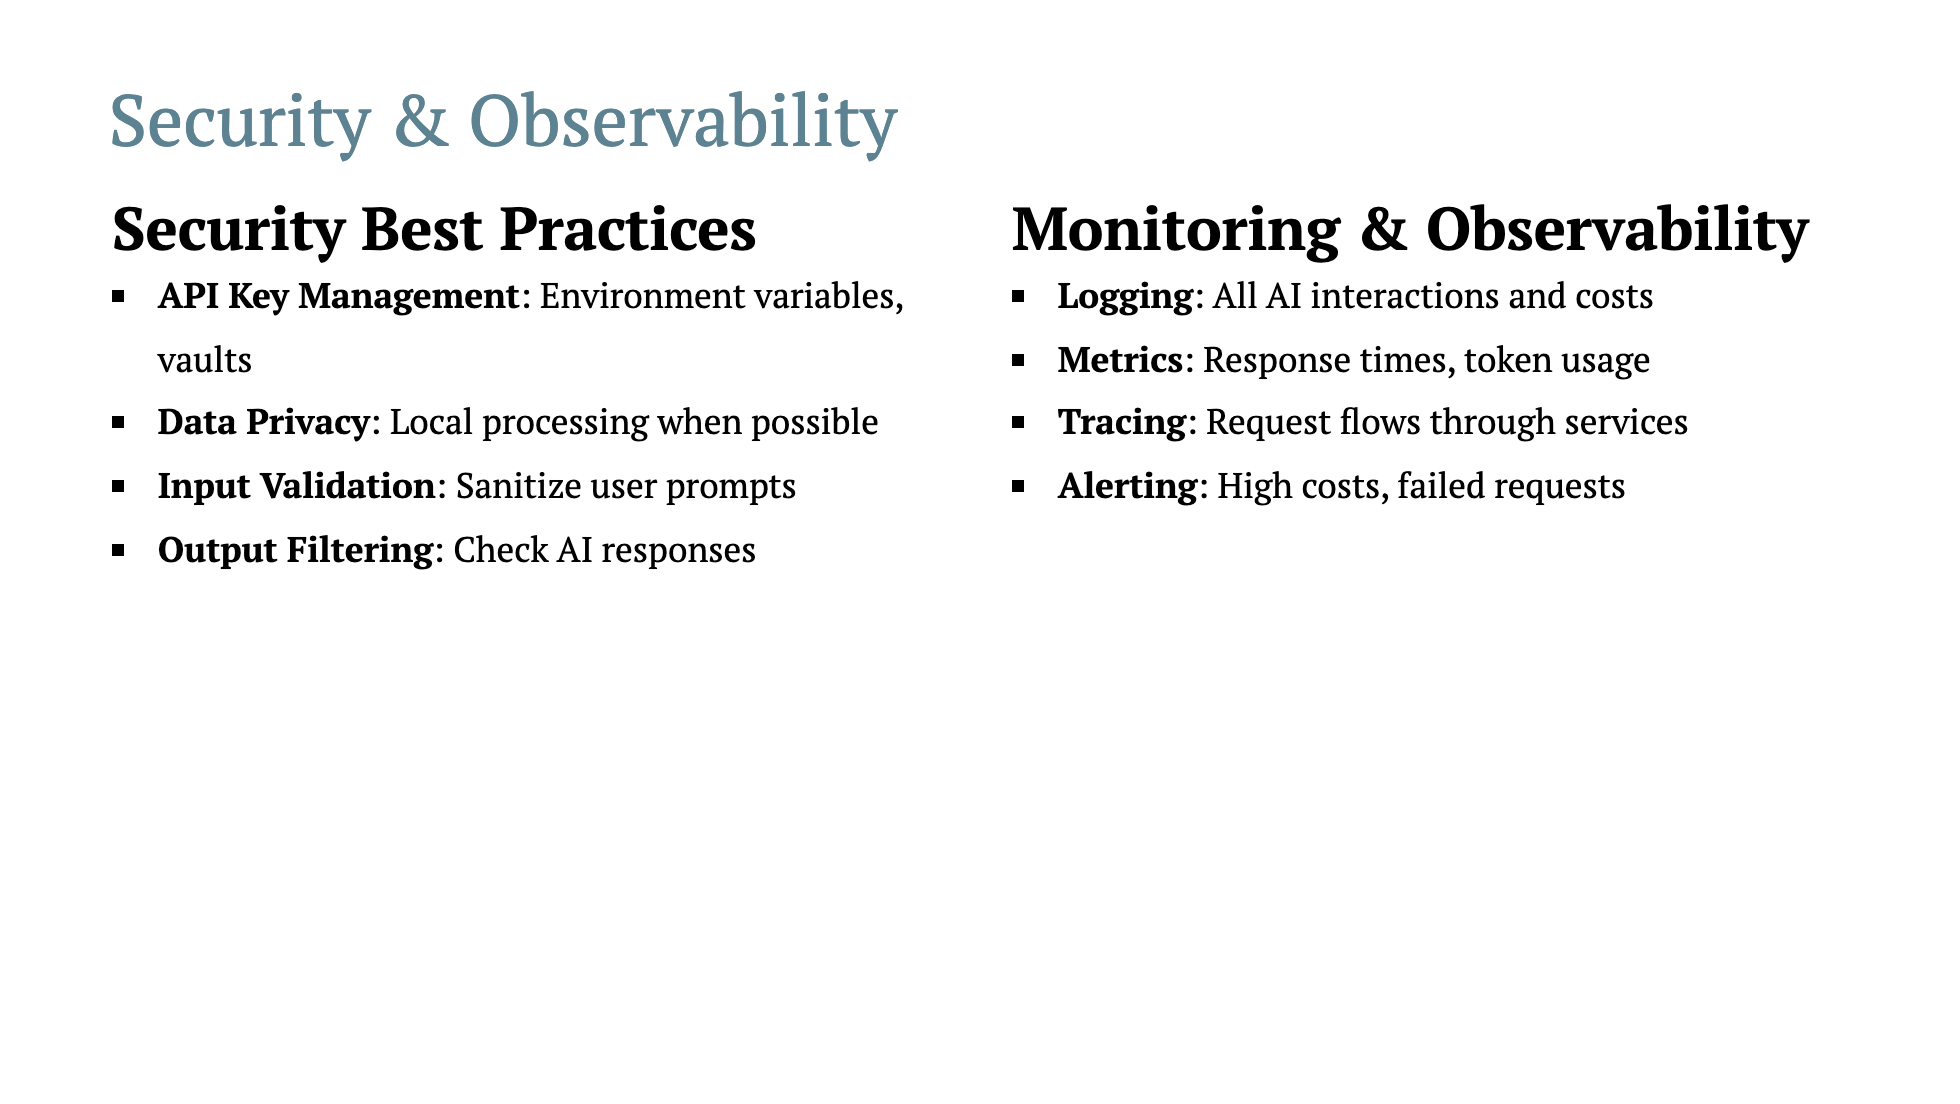 Security & Observability
Security Best Practices
▪ API Key Management: Environment variables,
vaults
▪ Data Privacy: Local processing when possible
▪ Input Validation: Sanitize user prompts
▪ Output Filtering: Check AI responses
Monitoring & Observability
▪ Logging: All AI interactions and costs
▪ Metrics: Response times, token usage
▪ Tracing: Request flows through services
▪ Alerting: High costs, failed requests